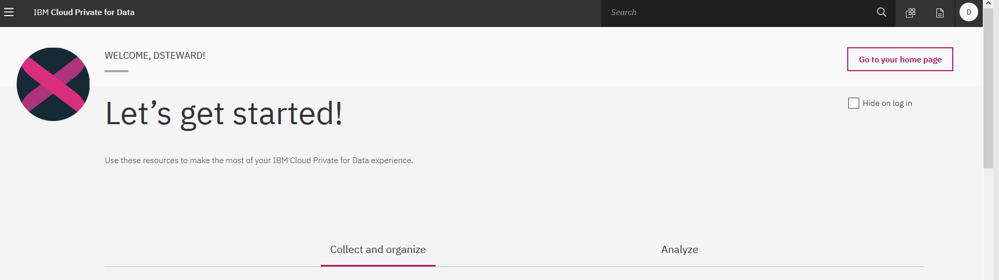 IBM Cloud Private for Data
Search
D
WELCOME, DSTEWARD!
Go to your home page
Let’s get started!
Hide on log in
Use these resources to make the most of your IBM Cloud Private for Data experience.
Collect and organize
Analyze